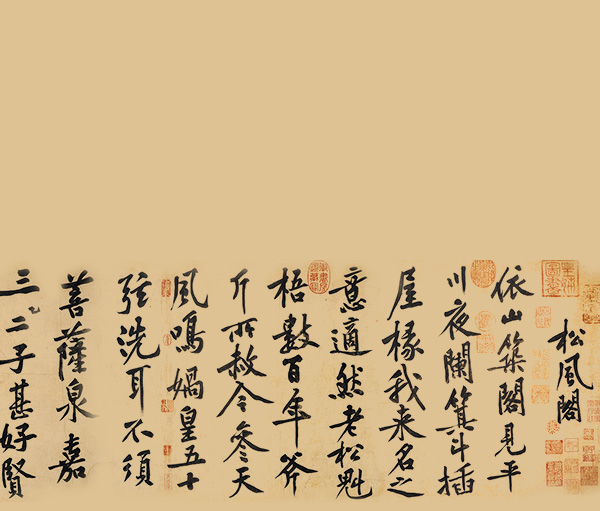 松風閣
依山築閣見平
川夜闌箕斗插
屋椽我来名之
意適然老松魁
梧數百年斧
斤所赦令參天
風鳴媧皇五十
弦洗耳不須
菩薩泉嘉
三二子甚好賢